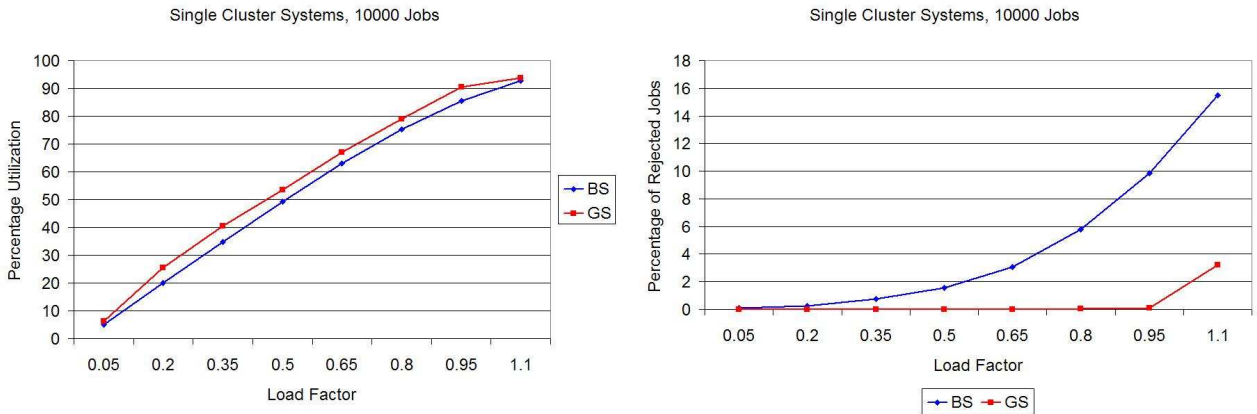 Single Cluster Systems, 10000 Jobs
Percentage Utilization
100
90
80
70
60
50
40
30
20
10
0
0.05 0.2 0.35 0.5 0.65 0.8 0.95 1.1
Load Factor
BS
GS
Single Cluster Systems, 10000 Jobs
Percentage of Rejected Jobs
18
16
14
12
10
8
6
4
2
0
0.05 0.2 0.35 0.5 0.65 0.8 0.95 1.1
Load Factor
BS GS